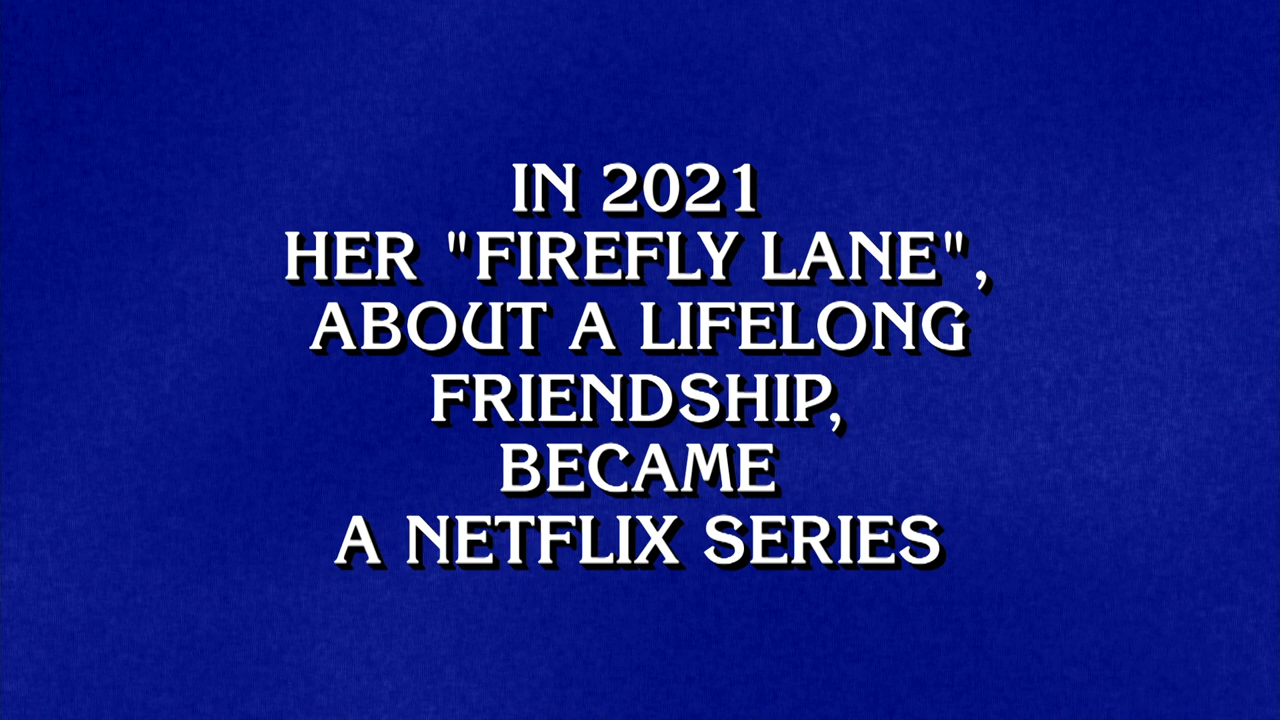 IN 2021
HER "FIREFLY LANE",
ABOUT A LIFELONG
FRIENDSHIP,
BECAME
A NETFLIX SERIES